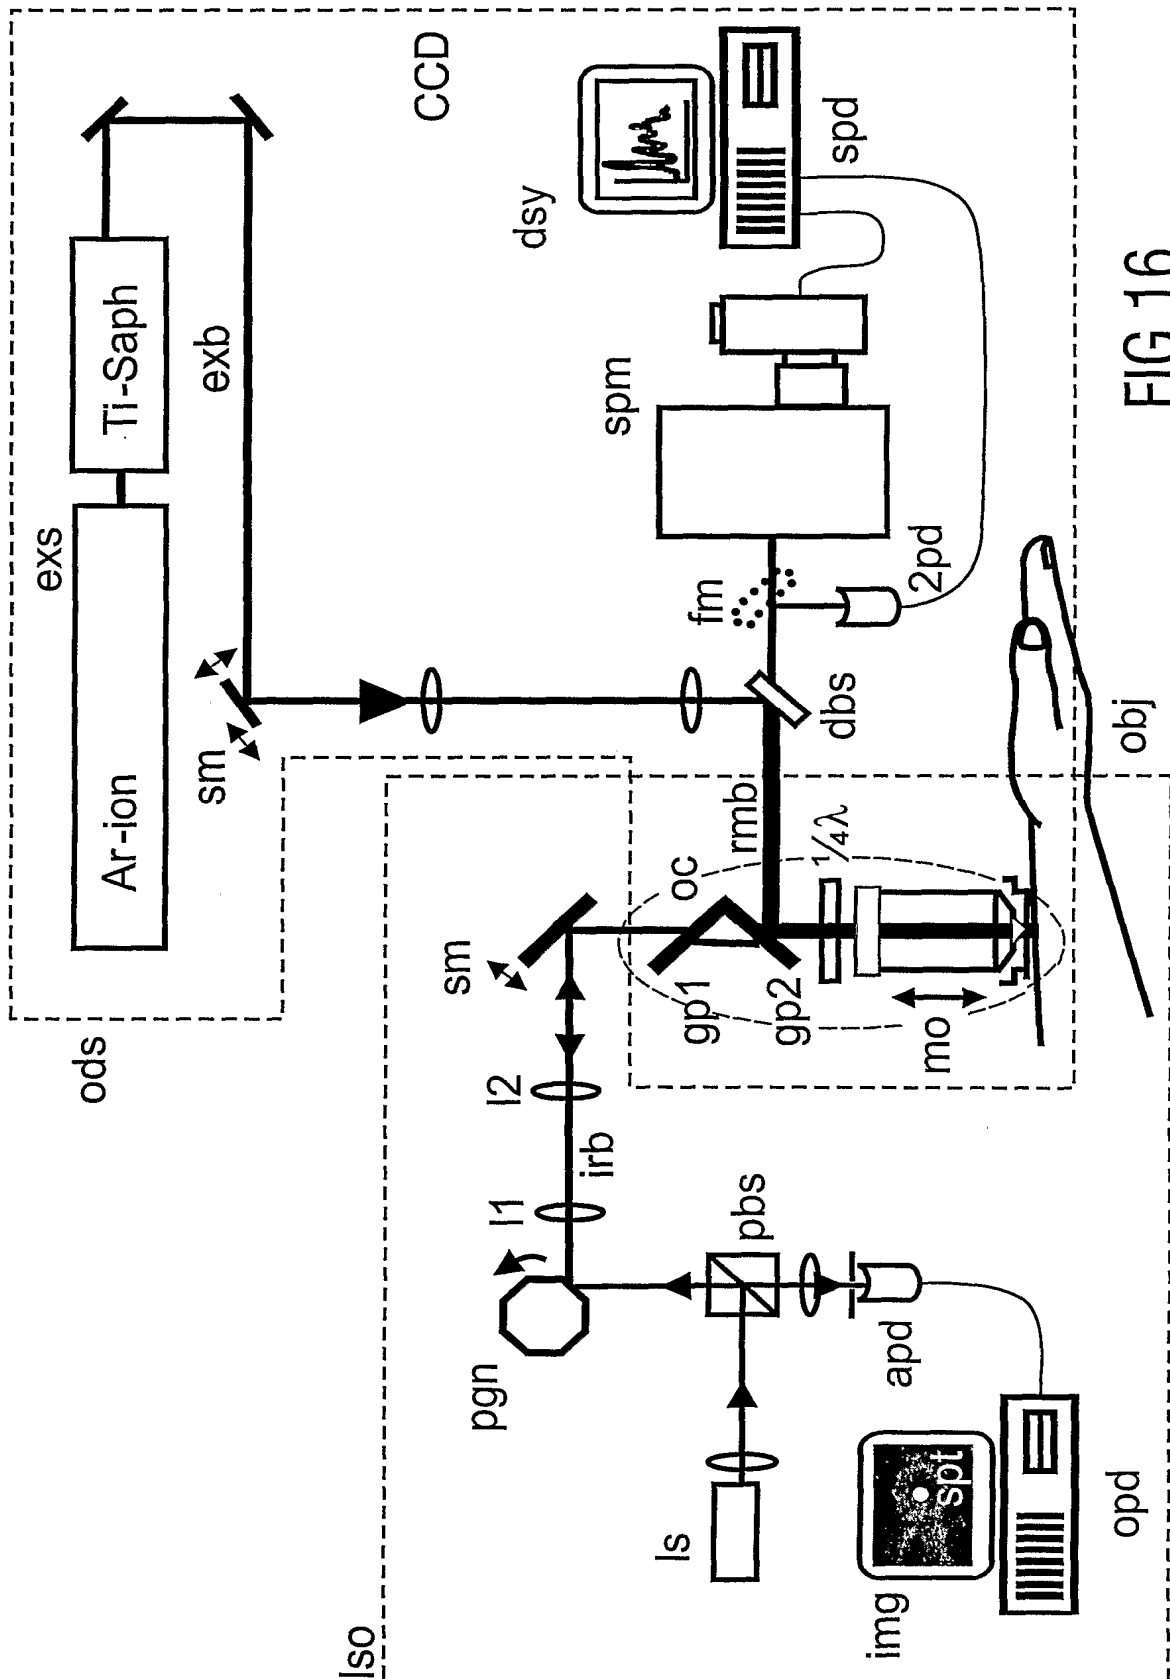 lso
ods
exs
Ar-ion
Ti-Saph
exb
sm
CCD
dsy
spd
spm
fm
2pd
dbs
rmb
oc
1/4λ
sm
gp1
gp2
mo
obj
l2
irb
l1
pgn
pbs
apd
ls
img
spt
opd
FIG 16